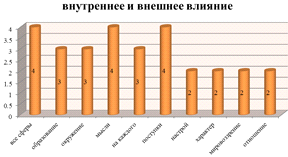 внутреннее и внешнее влияние
4
3.5
3
2.5
2
1.5
1
0.5
0
4
3
3
4
3
4
2
2
2
2
все сферы
образование
окружение
мысли
на каждого
поступки
настрой
характер
мировоззрение
отношение